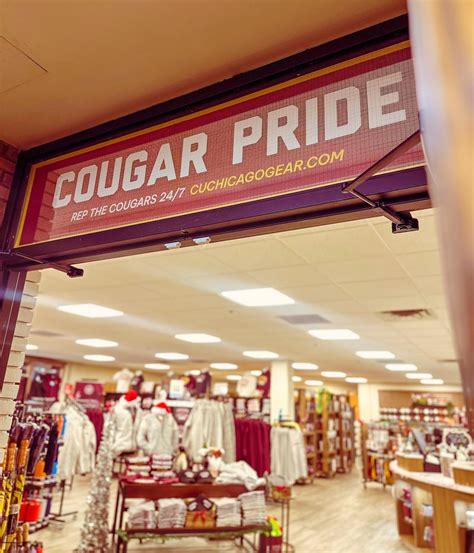 COUGAR PRIDE
REP THE COUGARS 24/7 CUCHICAGOGEAR.COM